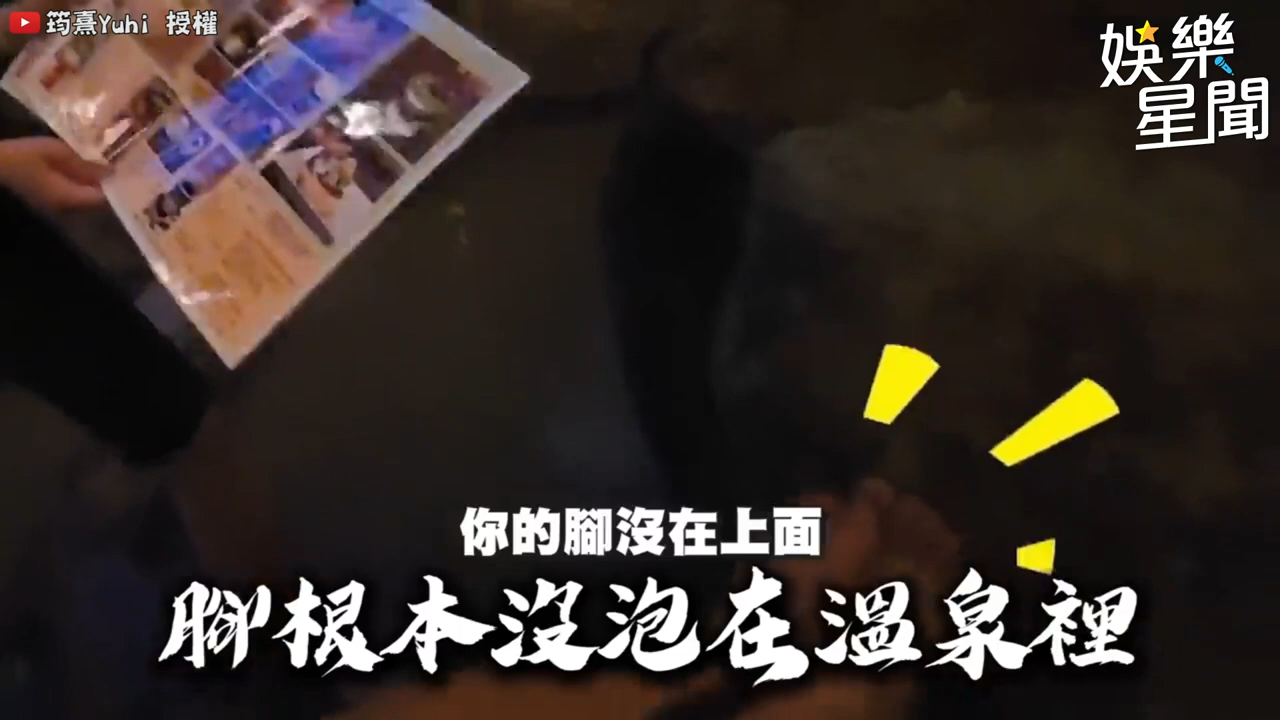 筠熹Yuhi 授權
娛樂
星聞
你的腳沒在上面
腳根本沒泡在溫泉裡